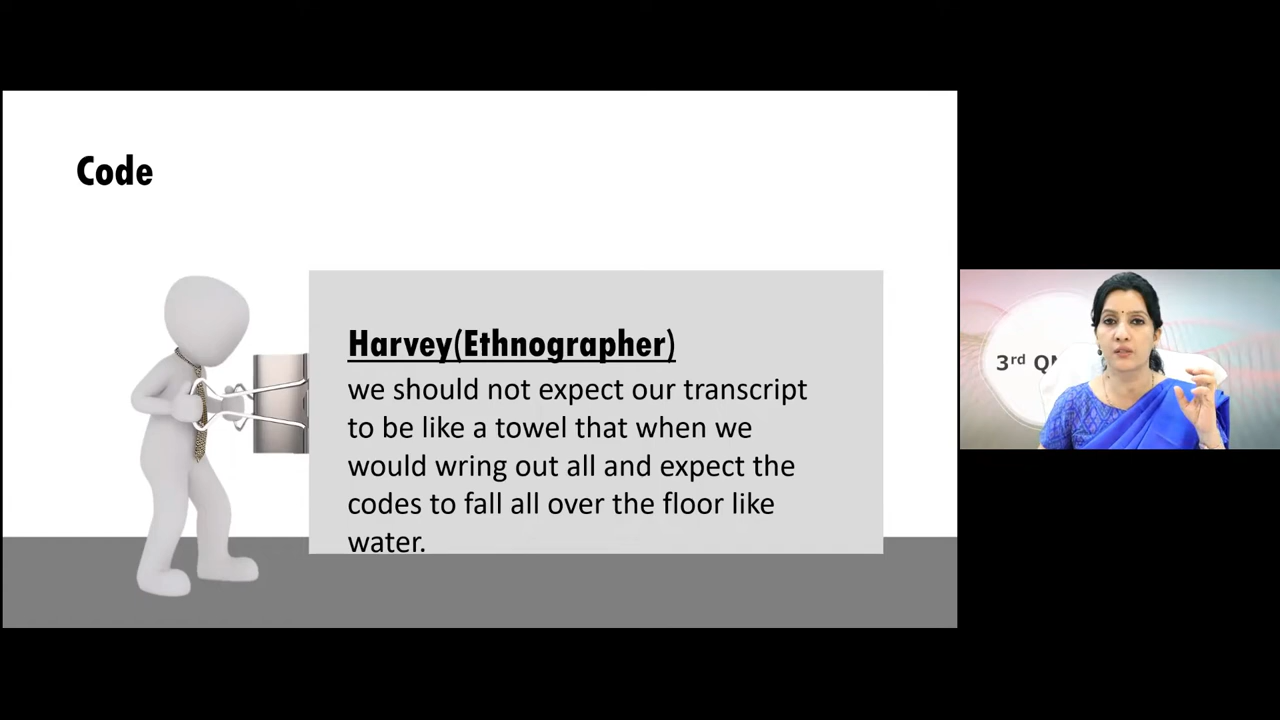 Code
Harvey(Ethnographer)
we should not expect our transcript
to be like a towel that when we
would wring out all and expect the
codes to fall all over the floor like
water.
3rd